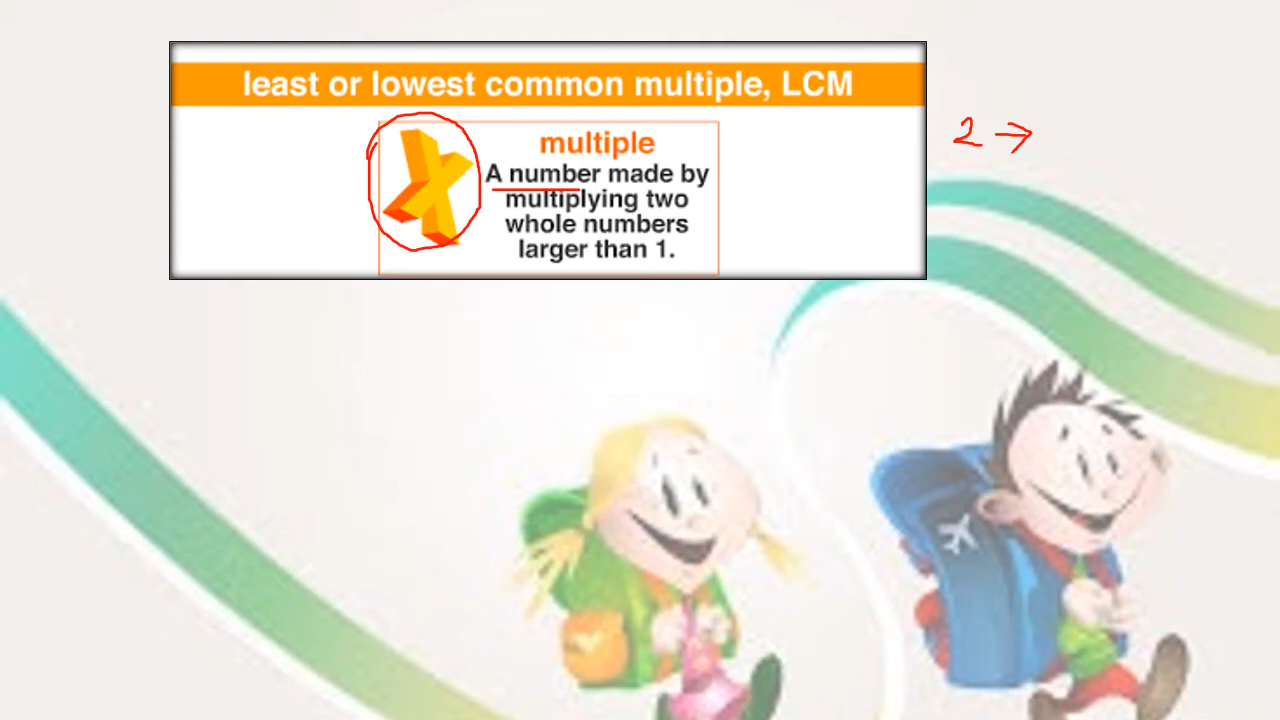 least or lowest common multiple, LCM
multiple
A number made by
multiplying two
whole numbers
larger than 1.
2 →